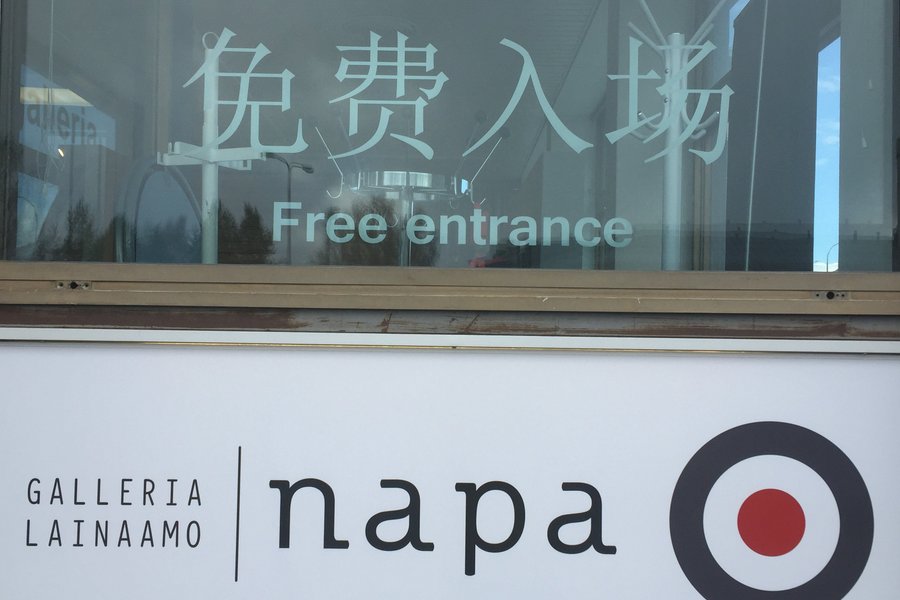 免费入场
Free entrance
GALLERIA
LAINAAMO
napa